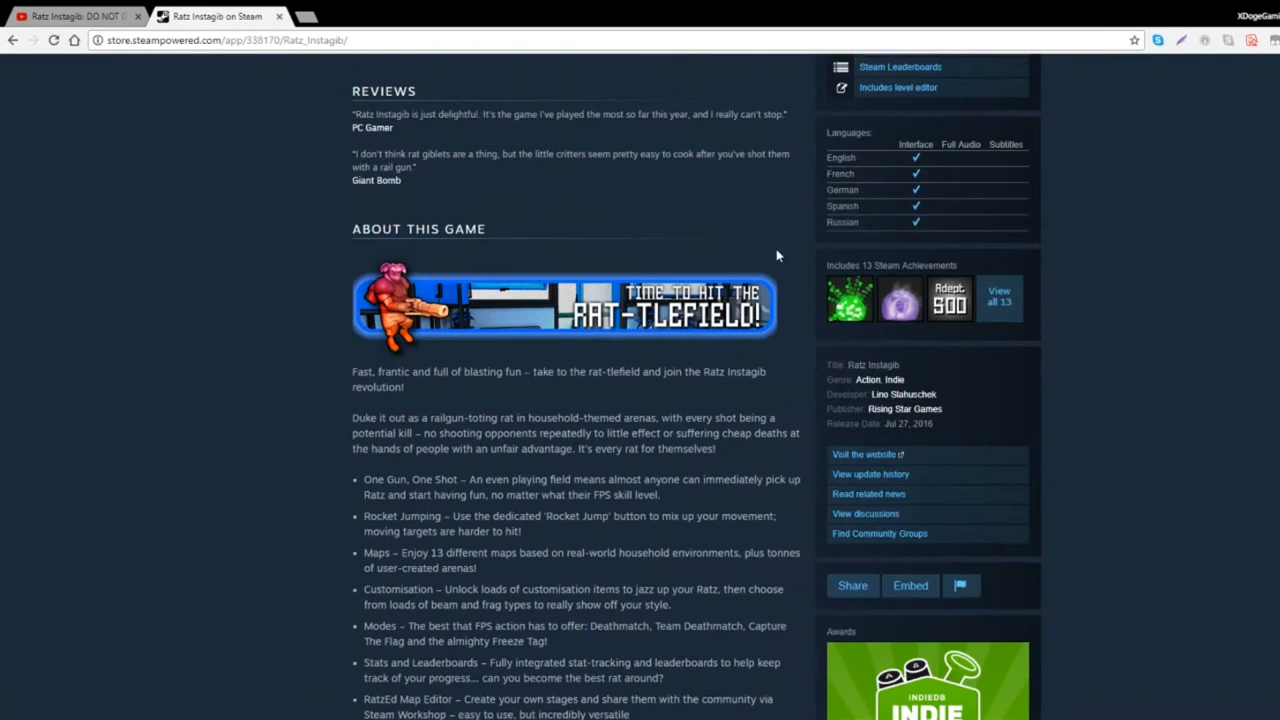 Ratz Instagib: DO NOT
Ratz Instagib on Steam
XDogeGami
store.steampowered.com/app/338170/Ratz_Instagib/
REVIEWS
"Ratz Instagib is just delightful. It's the game I've played the most so far this year, and I really can't stop."
PC Gamer
"I don't think rat giblets are a thing, but the little critters seem pretty easy to cook after you've shot them
with a rail gun."
Giant Bomb
ABOUT THIS GAME
TIME TO HIT THE
RAT-TLEFIELD!
Fast, frantic and full of blasting fun – take to the rat-tlefield and join the Ratz Instagib
revolution!
Duke it out as a railgun-toting rat in household-themed arenas, with every shot being a
potential kill – no shooting opponents repeatedly to little effect or suffering cheap deaths at
the hands of people with an unfair advantage. It's every rat for themselves!
▪ One Gun, One Shot – An even playing field means almost anyone can immediately pick up
Ratz and start having fun, no matter what their FPS skill level.
▪ Rocket Jumping – Use the dedicated 'Rocket Jump' button to mix up your movement;
moving targets are harder to hit!
▪ Maps – Enjoy 13 different maps based on real-world household environments, plus tonnes
of user-created arenas!
▪ Customisation – Unlock loads of customisation items to jazz up your Ratz, then choose
from loads of beam and frag types to really show off your style.
▪ Modes – The best that FPS action has to offer: Deathmatch, Team Deathmatch, Capture
The Flag and the almighty Freeze Tag!
▪ Stats and Leaderboards – Fully integrated stat-tracking and leaderboards to help keep
track of your progress... can you become the best rat around?
▪ RatzEd Map Editor – Create your own stages and share them with the community via
Steam Workshop – easy to use, but incredibly versatile
Steam Leaderboards
Includes level editor
Languages:
Interface Full Audio Subtitles
English ✓
French ✓
German ✓
Spanish ✓
Russian ✓
Includes 13 Steam Achievements
Adept
500
View
all 13
Title: Ratz Instagib
Genre: Action, Indie
Developer: Lino Slahuschek
Publisher: Rising Star Games
Release Date: Jul 27, 2016
Visit the website
View update history
Read related news
View discussions
Find Community Groups
Share Embed
Awards
INDIEDB
INDIE